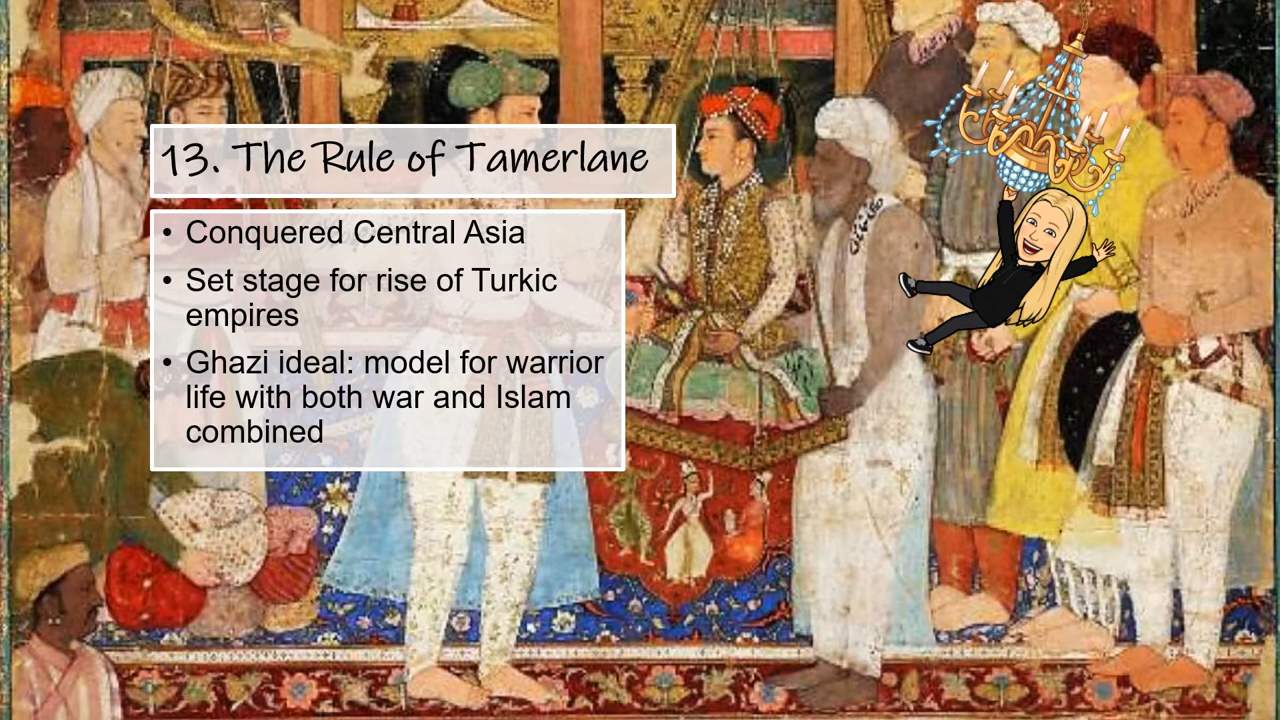 13. The Rule of Tamerlane
• Conquered Central Asia
• Set stage for rise of Turkic
empires
• Ghazi ideal: model for warrior
life with both war and Islam
combined